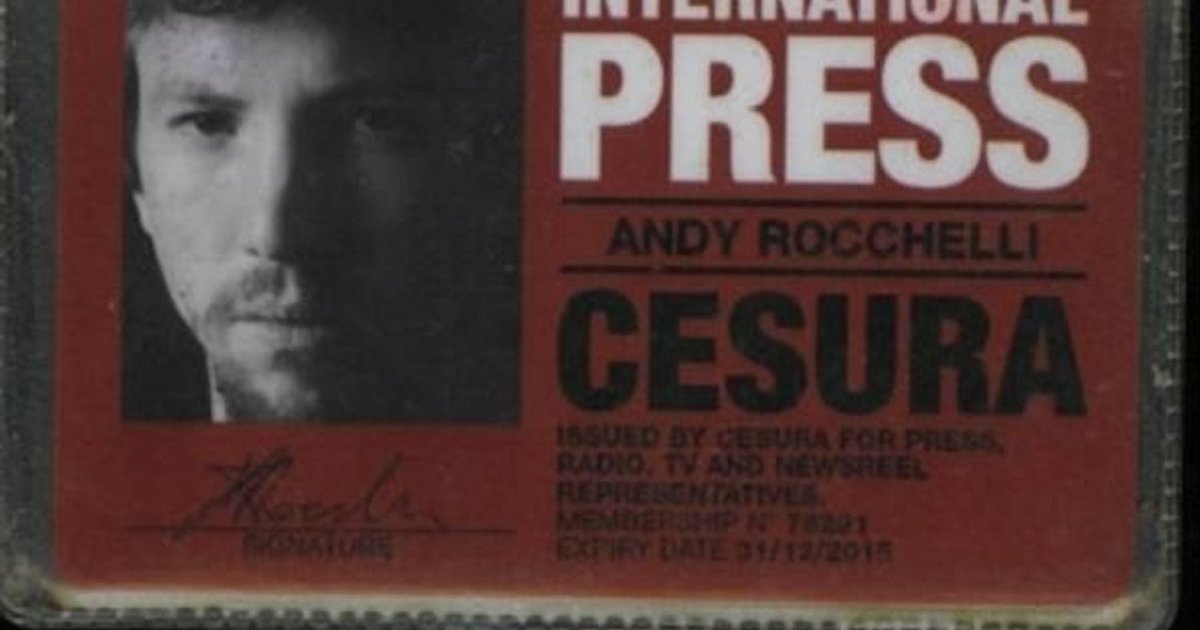 INTERNATIONAL
PRESS
ANDY ROCCHELLI
CESURA
ISSUED BY CESURA FOR PRESS,
RADIO, TV AND NEWSREEL
REPRESENTATIVES.
MEMBERSHIP N° 78291
EXPIRY DATE 31/12/2015
SIGNATURE